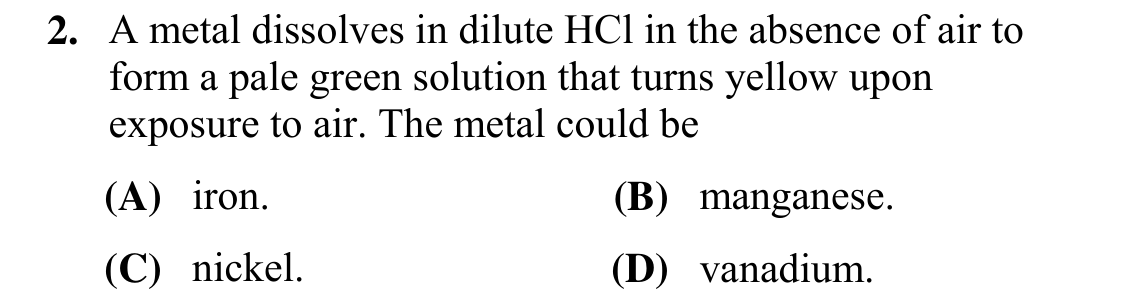 2. A metal dissolves in dilute HCl in the absence of air to
form a pale green solution that turns yellow upon
exposure to air. The metal could be
(A) iron. (B) manganese.
(C) nickel. (D) vanadium.